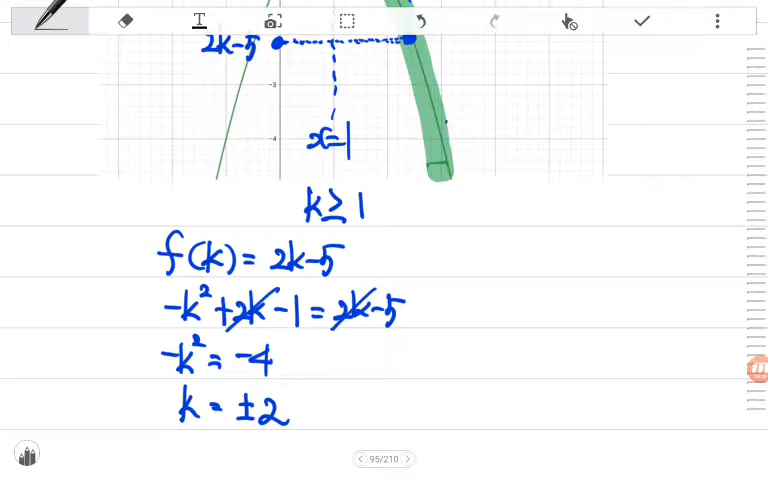 T
2k-5
-3
-4
x=1
k ≥ 1
f(k) = 2k-5
-k² + 2k - 1 = 2k - 5
-k² = -4
k = ±2
95/210